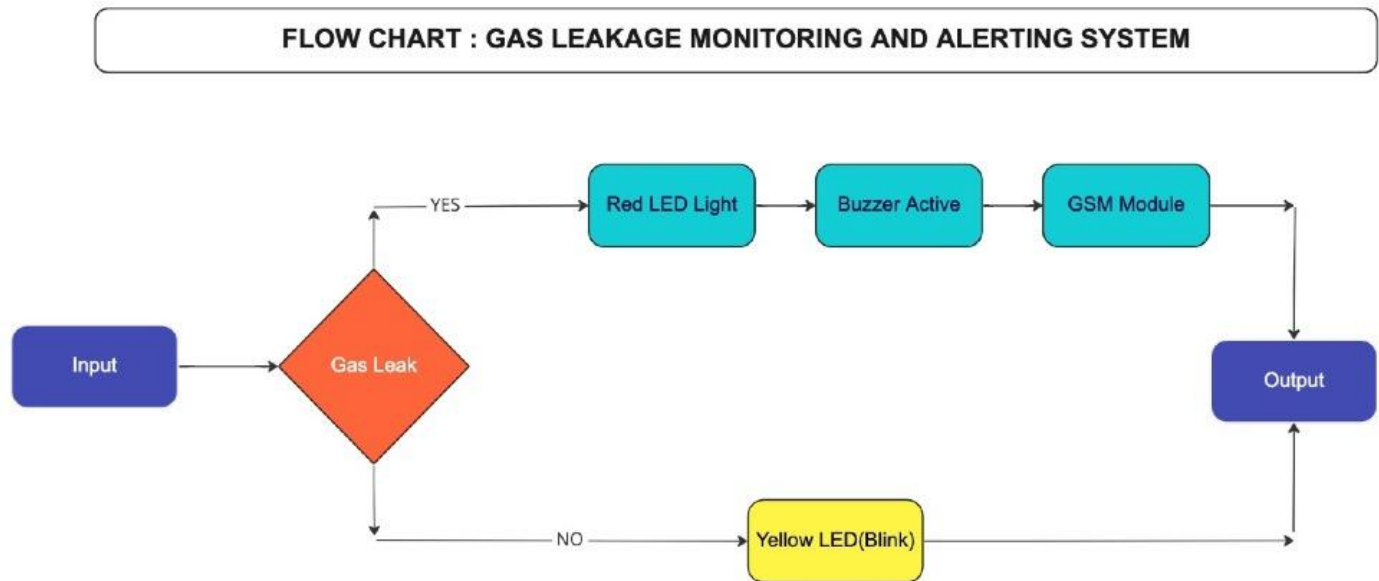 FLOW CHART : GAS LEAKAGE MONITORING AND ALERTING SYSTEM
YES
Red LED Light
Buzzer Active
GSM Module
Input
Gas Leak
Output
NO
Yellow LED(Blink)